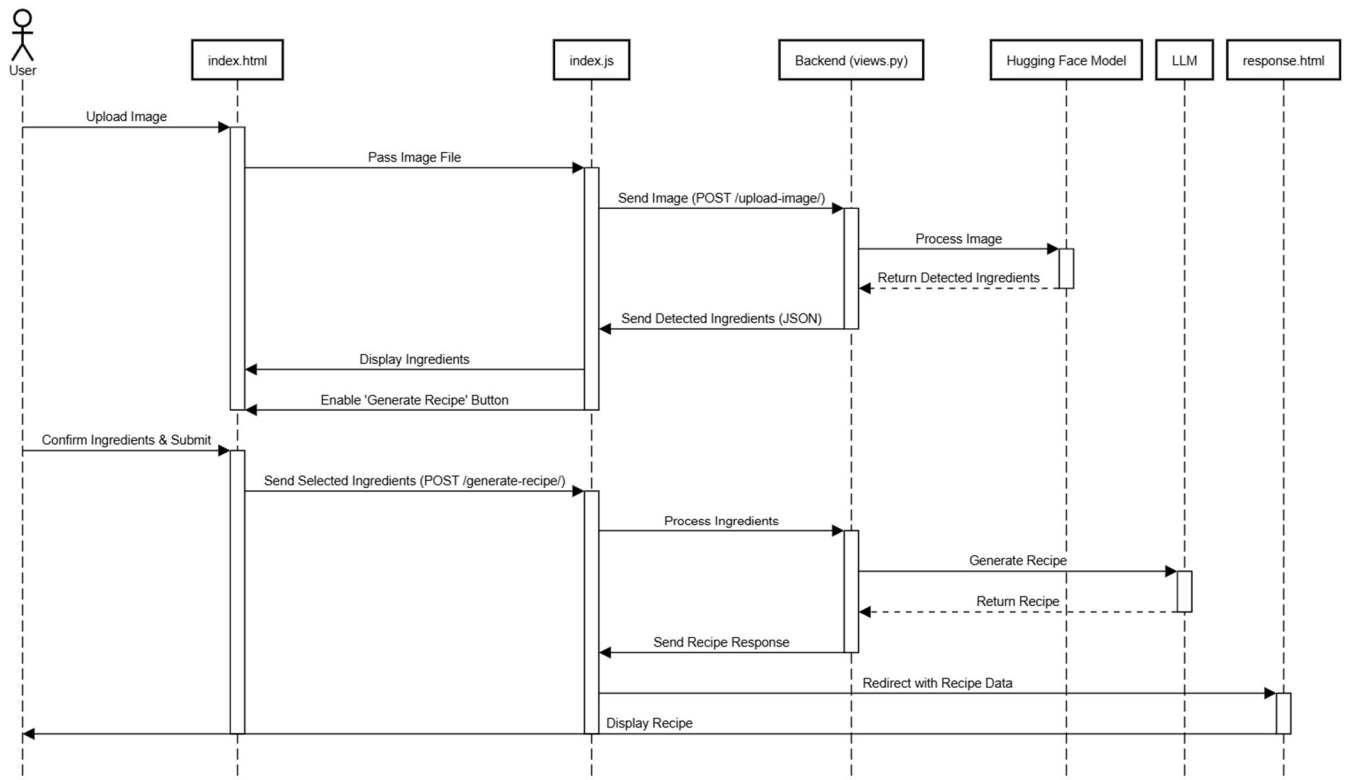 User
index.html
index.js
Backend (views.py)
Hugging Face Model
LLM
response.html
Upload Image
Pass Image File
Send Image (POST /upload-image/)
Process Image
Return Detected Ingredients
Send Detected Ingredients (JSON)
Display Ingredients
Enable 'Generate Recipe' Button
Confirm Ingredients & Submit
Send Selected Ingredients (POST /generate-recipe/)
Process Ingredients
Generate Recipe
Return Recipe
Send Recipe Response
Redirect with Recipe Data
Display Recipe